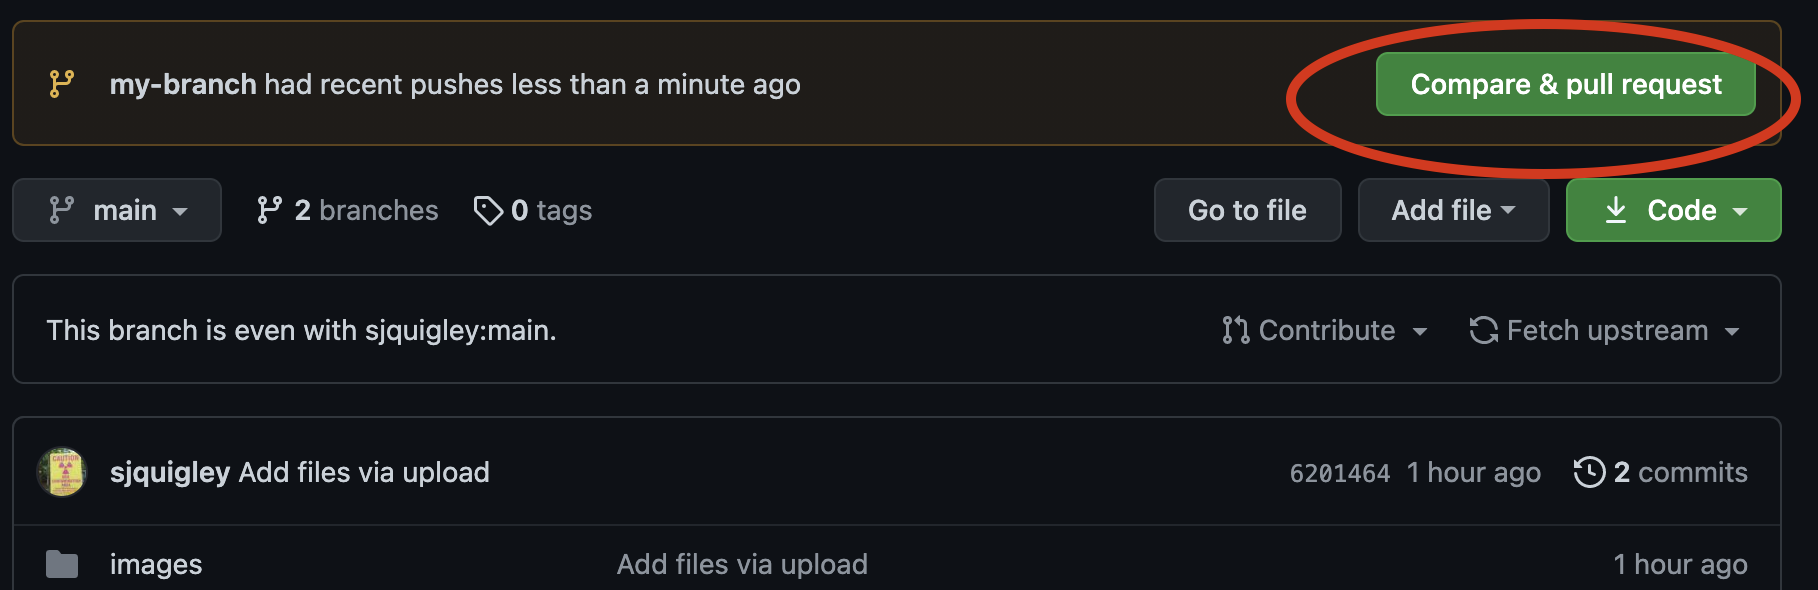 my-branch had recent pushes less than a minute ago Compare & pull request
main 2 branches 0 tags Go to file Add file Code
This branch is even with sjquigley:main. Contribute Fetch upstream
CAUTION
sjquigley Add files via upload 6201464 1 hour ago 2 commits
images Add files via upload 1 hour ago